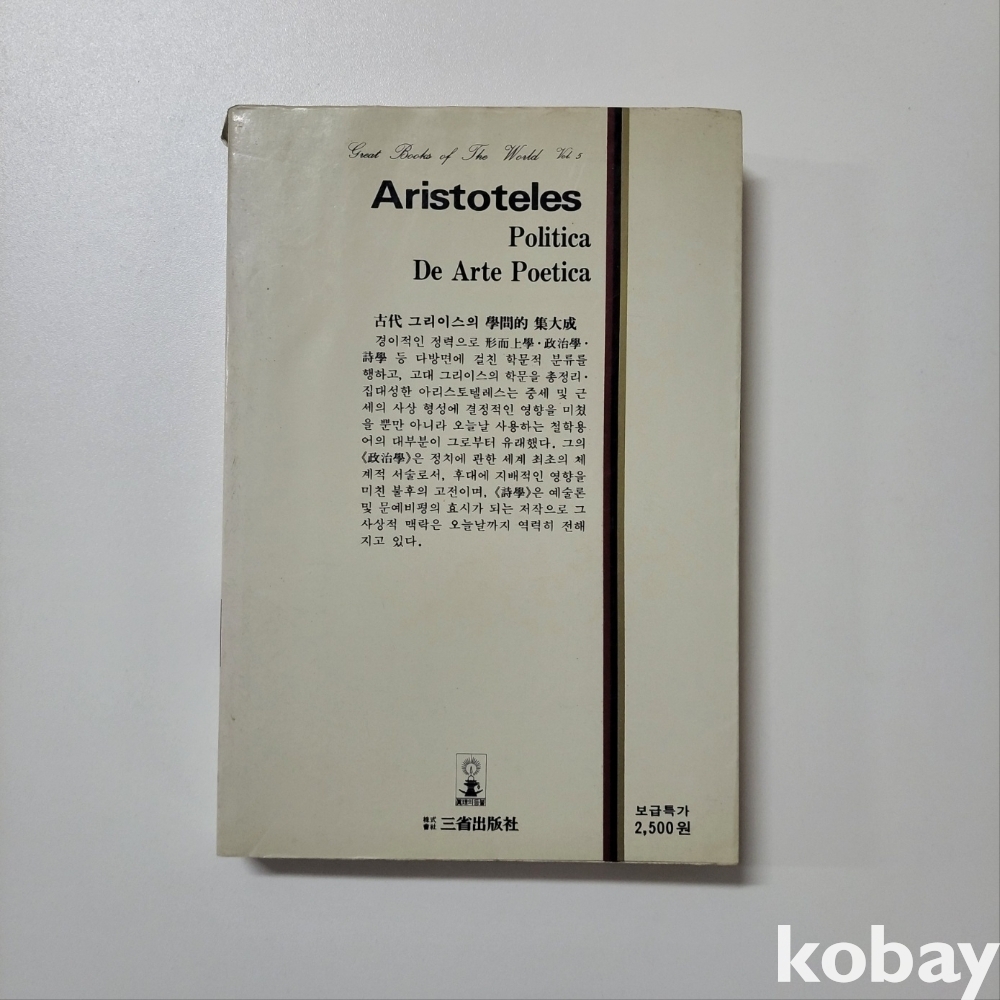 Great Books of The World Vol 5
Aristoteles
Politica
De Arte Poetica
古代 그리이스의 學問的 集大成
경이적인 정력으로 形而上學·政治學·
詩學 등 다방면에 걸친 학문적 분류를
행하고, 고대 그리이스의 학문을 총정리·
집대성한 아리스토텔레스는 중세 및 근
세의 사상 형성에 결정적인 영향을 미쳤
을 뿐만 아니라 오늘날 사용하는 철학용
어의 대부분이 그로부터 유래했다. 그의
《政治學》은 정치에 관한 세계 최초의 체
계적 서술로서, 후대에 지배적인 영향을
미친 불후의 고전이며, 《詩學》은 예술론
및 문예비평의 효시가 되는 저작으로 그
사상적 맥락은 오늘날까지 역력히 전해
지고 있다.
株式會社 三省出版社
보급특가
2,500원
kobay